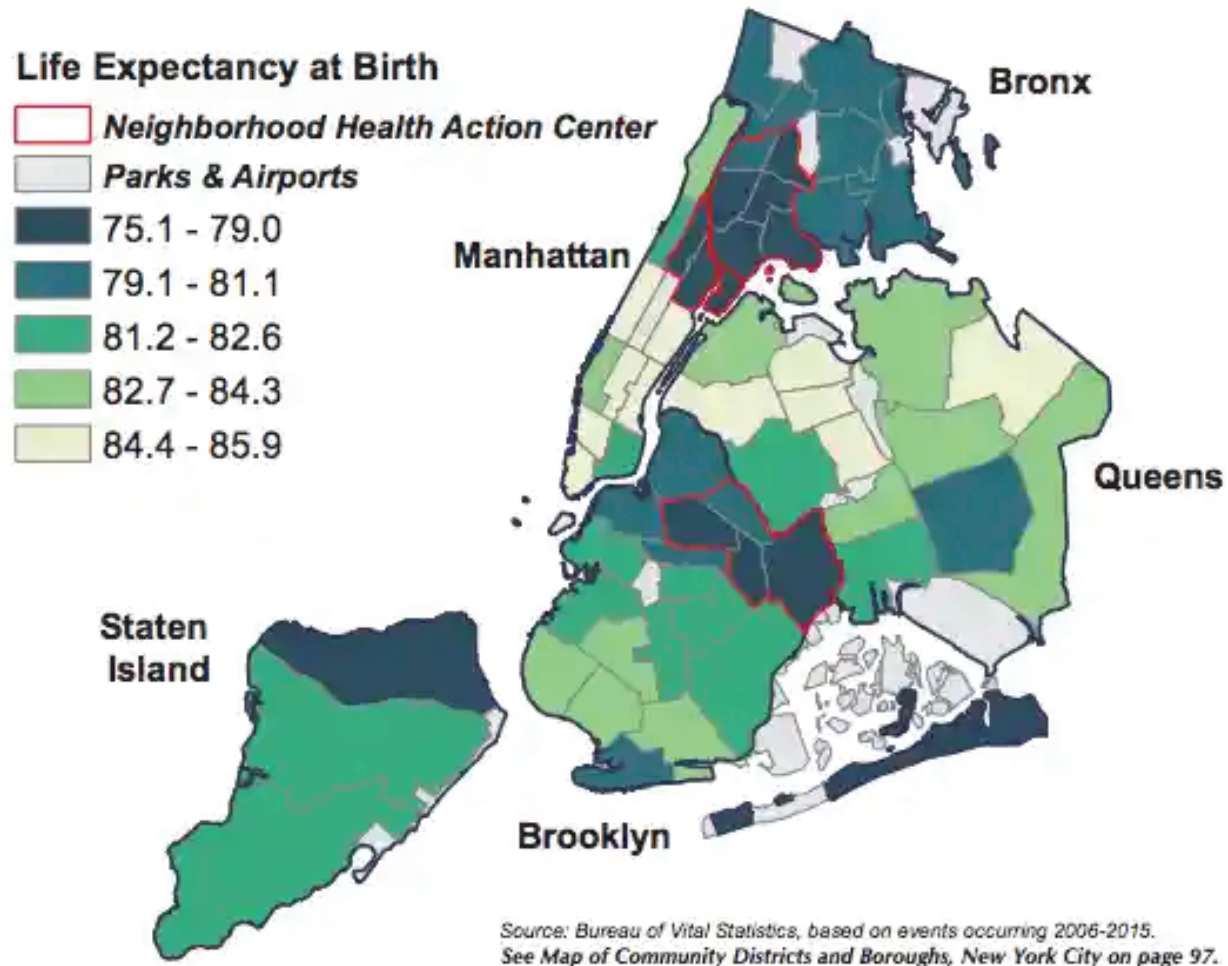 Life Expectancy at Birth
Neighborhood Health Action Center
Parks & Airports
75.1 - 79.0
79.1 - 81.1
81.2 - 82.6
82.7 - 84.3
84.4 - 85.9
Bronx
Manhattan
Queens
Staten
Island
Brooklyn
Source: Bureau of Vital Statistics, based on events occurring 2006-2015.
See Map of Community Districts and Boroughs, New York City on page 97.